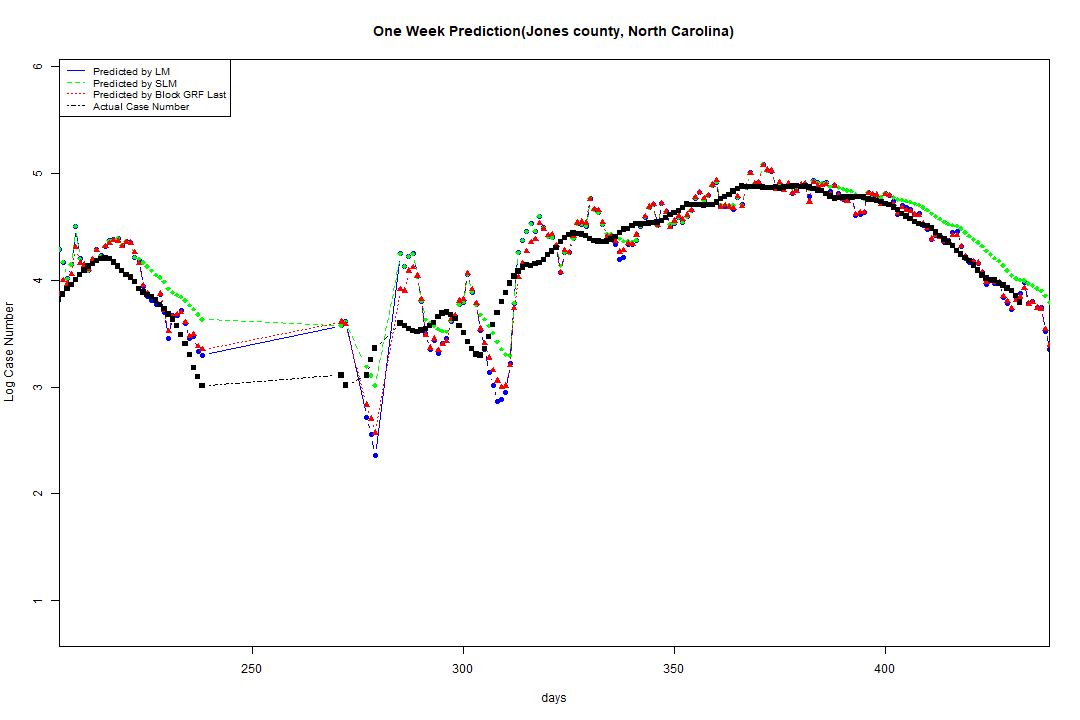 One Week Prediction(Jones county, North Carolina)
Predicted by LM
Predicted by SLM
Predicted by Block GRF Last
Actual Case Number
6
5
4
3
2
1
Log Case Number
250 300 350 400
days